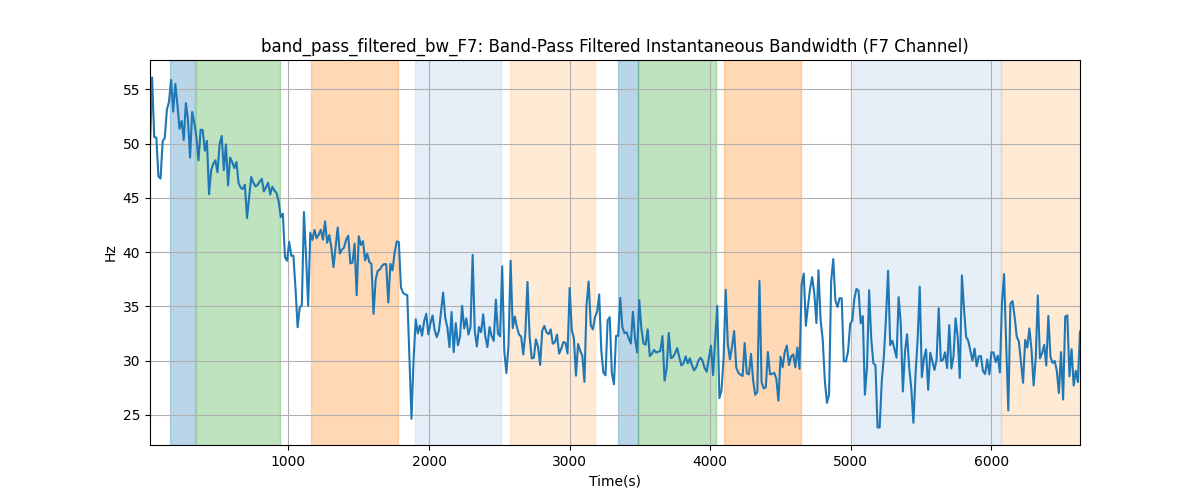 band_pass_filtered_bw_F7: Band-Pass Filtered Instantaneous Bandwidth (F7 Channel)
55
50
45
40
35
30
25
Hz
1000 2000 3000 4000 5000 6000
Time(s)